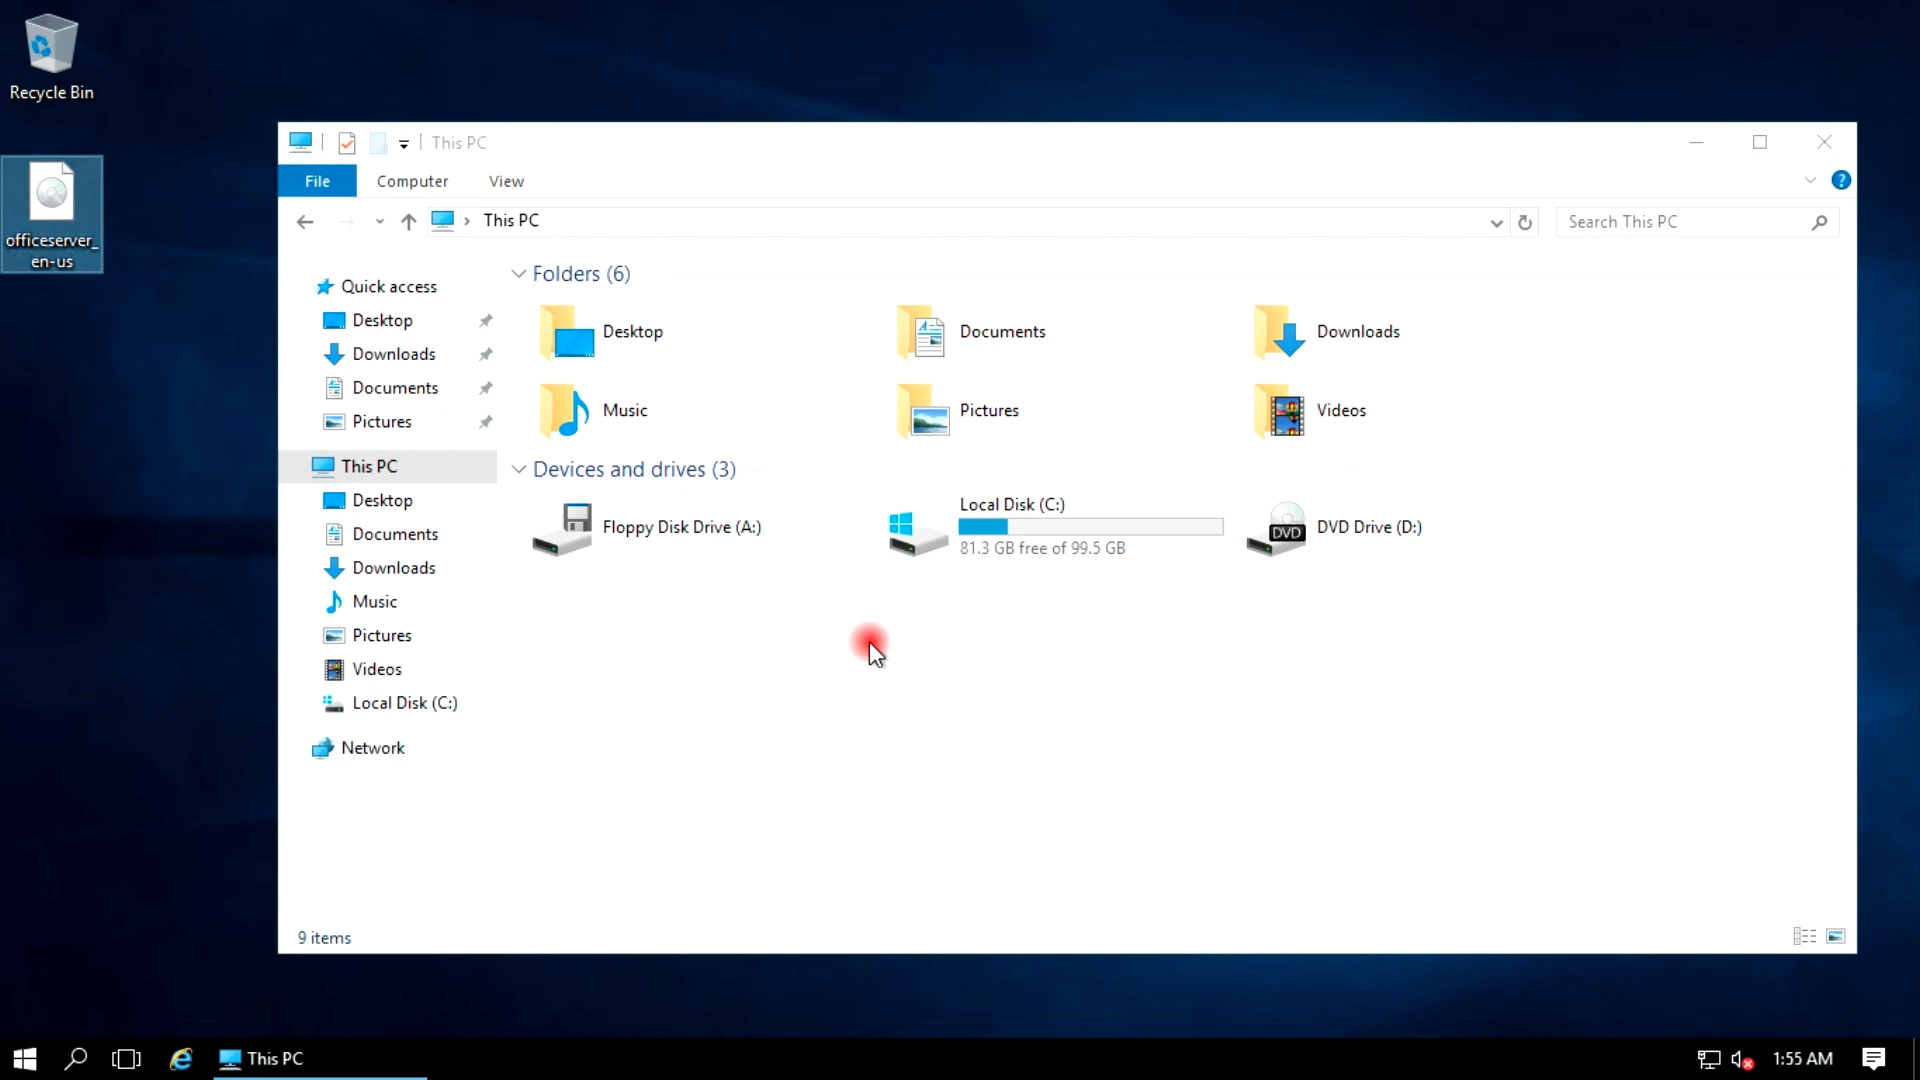 Recycle Bin
officeserver_
en-us
This PC
File
Computer
View
?
This PC
Search This PC
Quick access
Desktop
Downloads
Documents
Pictures
This PC
Desktop
Documents
Downloads
Music
Pictures
Videos
Local Disk (C:)
Network
Folders (6)
Desktop
Documents
Downloads
Music
Pictures
Videos
Devices and drives (3)
Floppy Disk Drive (A:)
Local Disk (C:)
81.3 GB free of 99.5 GB
DVD
DVD Drive (D:)
9 items
This PC
1:55 AM